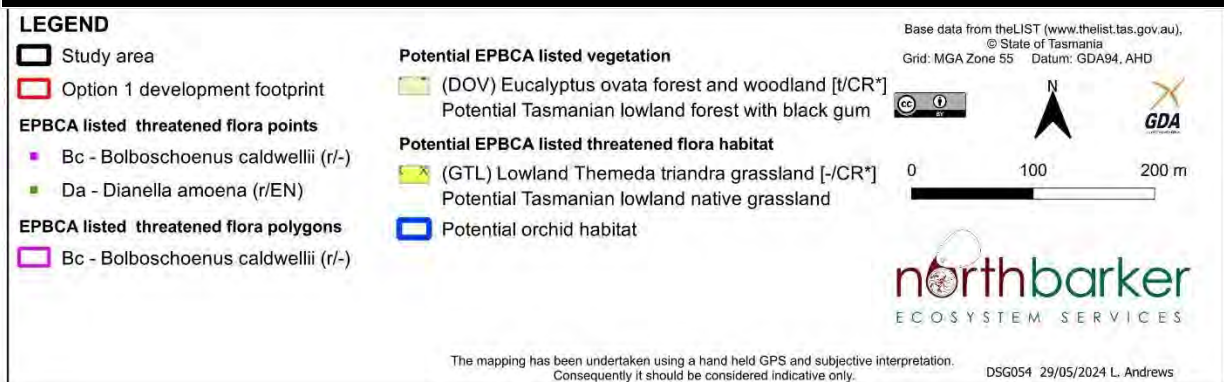 LEGEND
Study area
Option 1 development footprint
EPBCA listed threatened flora points
Bc - Bolboschoenus caldwellii (r/-)
Da - Dianella amoena (r/EN)
EPBCA listed threatened flora polygons
Bc - Bolboschoenus caldwellii (r/-)
Potential EPBCA listed vegetation
(DOV) Eucalyptus ovata forest and woodland [t/CR*]
Potential Tasmanian lowland forest with black gum
Potential EPBCA listed threatened flora habitat
(GTL) Lowland Themeda triandra grassland [-/CR*]
Potential Tasmanian lowland native grassland
Potential orchid habitat
Base data from theLIST (www.thelist.tas.gov.au),
© State of Tasmania
Grid: MGA Zone 55 Datum: GDA94, AHD
cc
BY
N
GDA
0 100 200 m
northbarker
ECOSYSTEM SERVICES
The mapping has been undertaken using a hand held GPS and subjective interpretation.
Consequently it should be considered indicative only.
DSG054 29/05/2024 L. Andrews